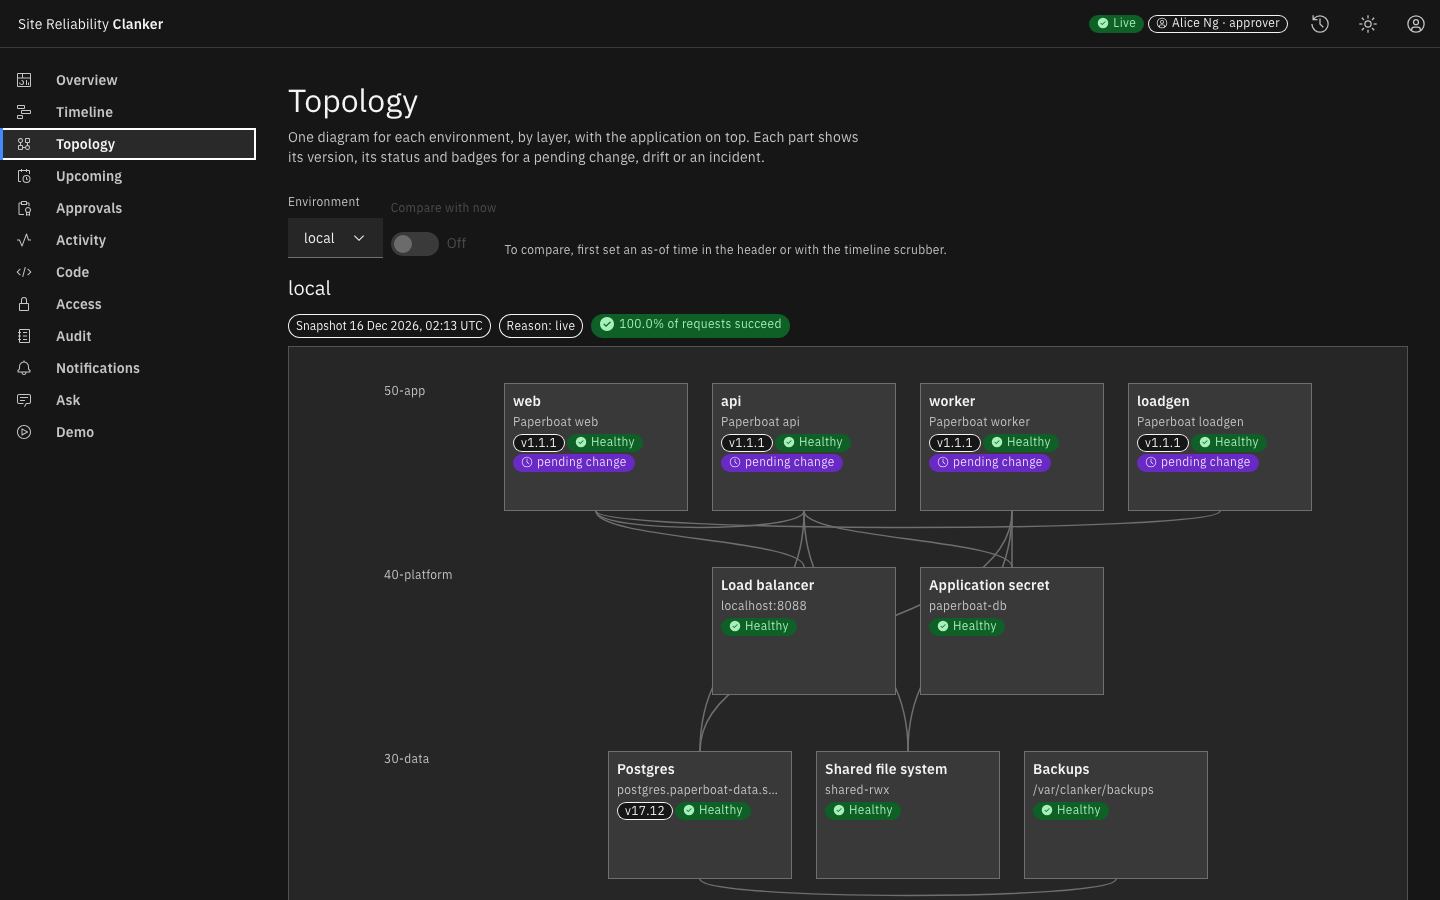 Site Reliability Clanker
Live
Alice Ng · approver
Overview
Timeline
Topology
Upcoming
Approvals
Activity
Code
Access
Audit
Notifications
Ask
Demo
Topology
One diagram for each environment, by layer, with the application on top. Each part shows
its version, its status and badges for a pending change, drift or an incident.
Environment
local
Compare with now
Off
To compare, first set an as-of time in the header or with the timeline scrubber.
local
Snapshot 16 Dec 2026, 02:13 UTC
Reason: live
100.0% of requests succeed
50-app
web
Paperboat web
v1.1.1
Healthy
pending change
api
Paperboat api
v1.1.1
Healthy
pending change
worker
Paperboat worker
v1.1.1
Healthy
pending change
loadgen
Paperboat loadgen
v1.1.1
Healthy
pending change
40-platform
Load balancer
localhost:8088
Healthy
Application secret
paperboat-db
Healthy
30-data
Postgres
postgres.paperboat-data.s...
v17.12
Healthy
Shared file system
shared-rwx
Healthy
Backups
/var/clanker/backups
Healthy